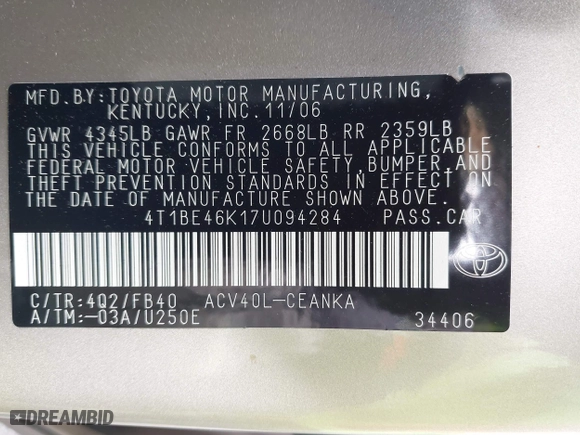 MFD.BY:TOYOTA MOTOR MANUFACTURING,
KENTUCKY,INC.11/06
GVWR 4345LB GAWR FR 2668LB RR 2359LB
THIS VEHICLE CONFORMS TO ALL APPLICABLE
FEDERAL MOTOR VEHICLE SAFETY,BUMPER,AND
THEFT PREVENTION STANDARDS IN EFFECT ON
THE DATE OF MANUFACTURE SHOWN ABOVE.
4T1BE46K17U094284 PASS.CAR
C/TR:4Q2/FB40 ACV40L-CEANKA
A/TM:-03A/U250E 34406
DREAMBID